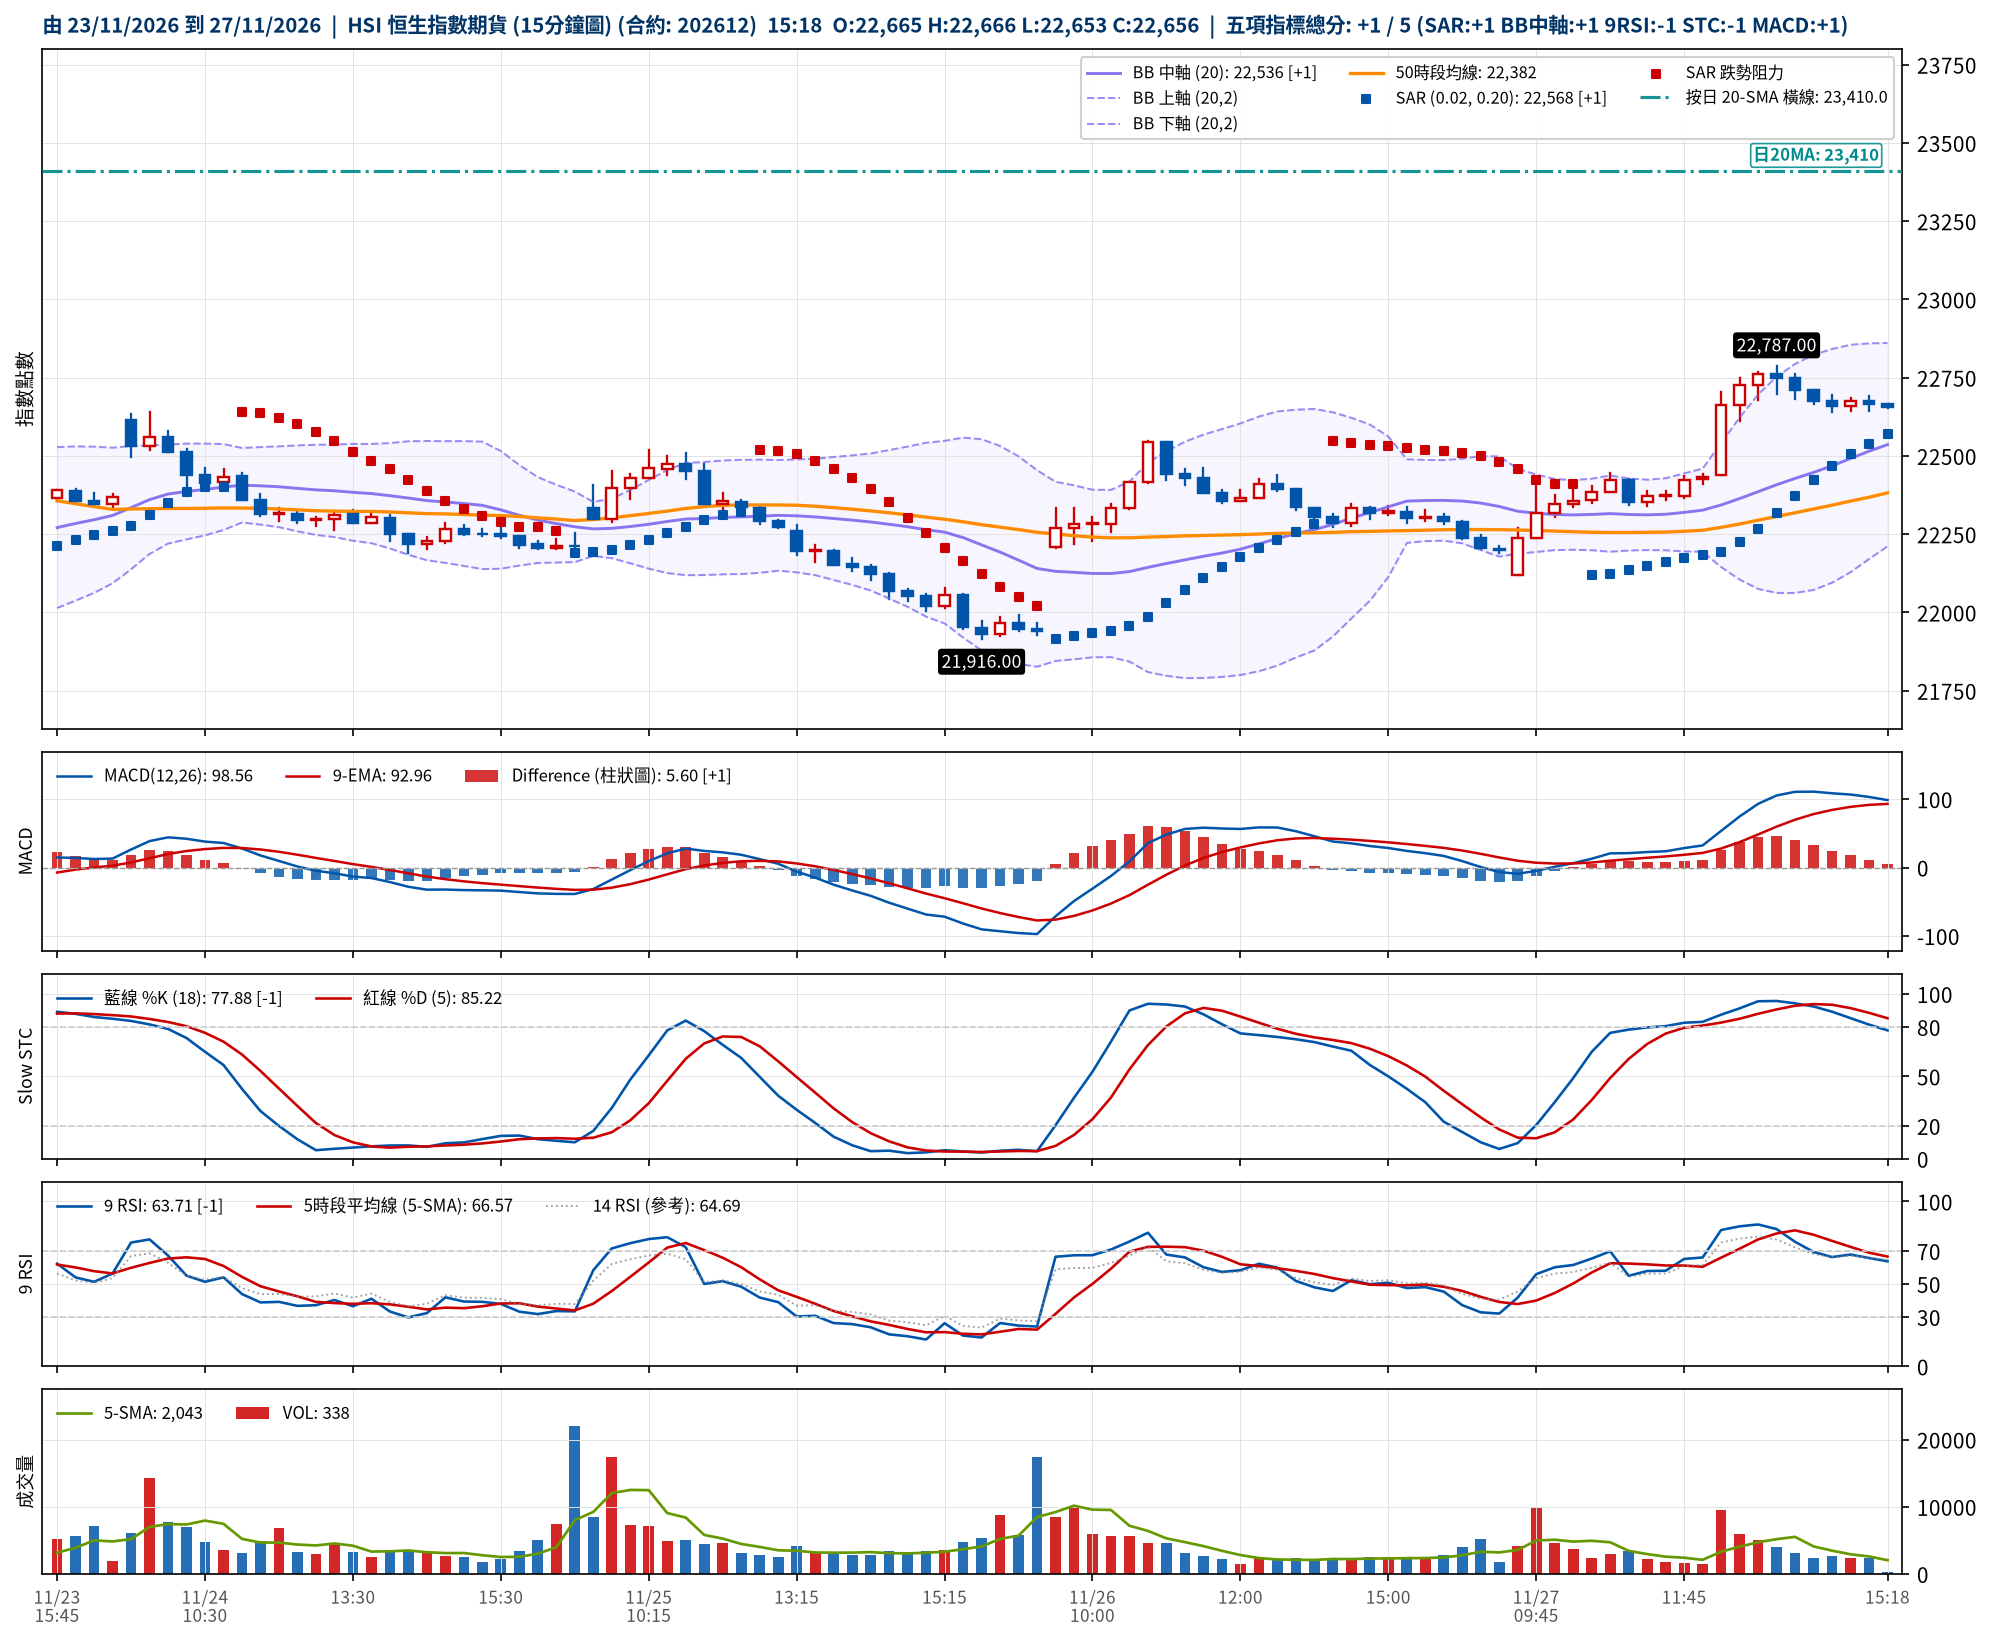 由 23/11/2026 到 27/11/2026 | HSI 恒生指數期貨 (15分鐘圖) (合約: 202612) 15:18 O:22,665 H:22,666 L:22,653 C:22,656 | 五項指標總分: +1 / 5 (SAR:+1 BB中軸:+1 9RSI:-1 STC:-1 MACD:+1)
BB 中軸 (20): 22,536 [+1]
BB 上軸 (20,2)
BB 下軸 (20,2)
50時段均線: 22,382
SAR (0.02, 0.20): 22,568 [+1]
SAR 跌勢阻力
按日 20-SMA 橫線: 23,410.0
日20MA: 23,410
22,787.00
21,916.00
指數點數
23750
23500
23250
23000
22750
22500
22250
22000
21750
MACD(12,26): 98.56
9-EMA: 92.96
Difference (柱狀圖): 5.60 [+1]
MACD
100
0
-100
藍線 %K (18): 77.88 [-1]
紅線 %D (5): 85.22
Slow STC
100
80
50
20
0
9 RSI: 63.71 [-1]
5時段平均線 (5-SMA): 66.57
14 RSI (參考): 64.69
9 RSI
100
70
50
30
0
5-SMA: 2,043
VOL: 338
成交量
20000
10000
0
11/23
15:45
11/24
10:30
13:30
15:30
11/25
10:15
13:15
15:15
11/26
10:00
12:00
15:00
11/27
09:45
11:45
15:18